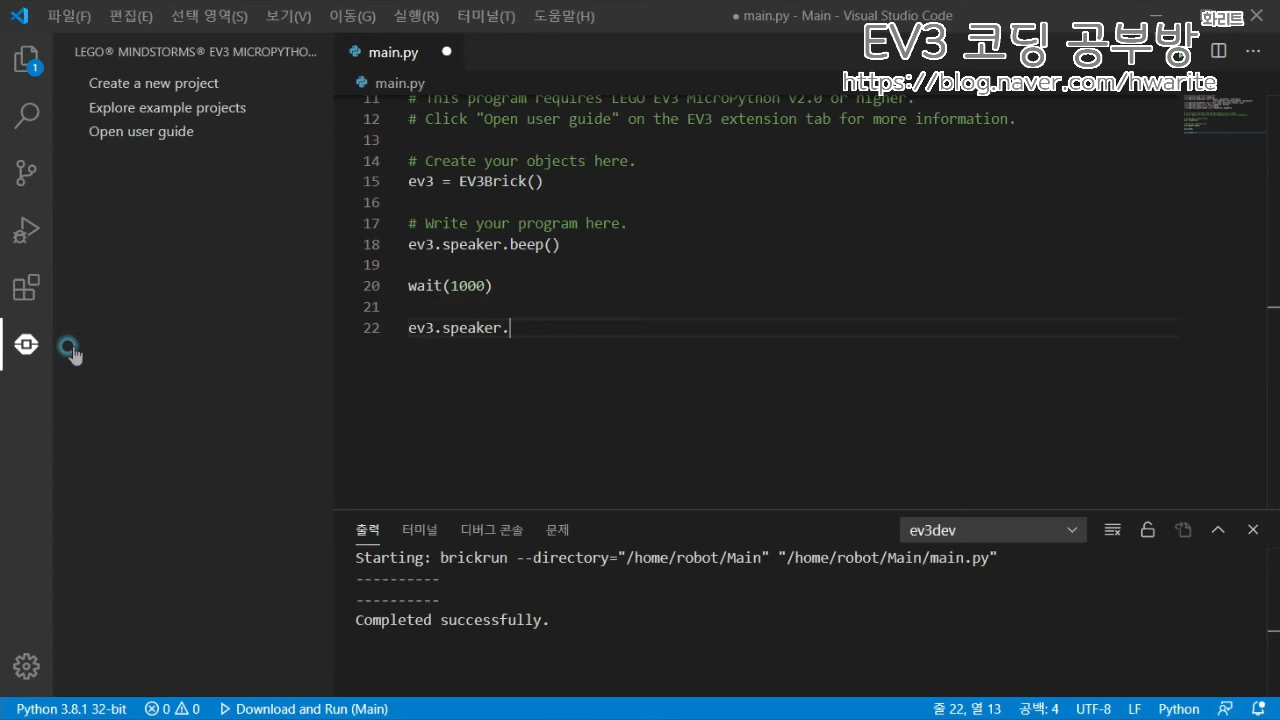 파일(F) 편집(E) 선택 영역(S) 보기(V) 이동(G) 실행(R) 터미널(T) 도움말(H) ● main.py - Main - Visual Studio Code
화리트
EV3 코딩 공부방
https://blog.naver.com/hwarite
LEGO® MINDSTORMS® EV3 MICROPYTHO...
Create a new project
Explore example projects
Open user guide
1
main.py
main.py
11 # This program requires LEGO EV3 MicroPython v2.0 or higher.
12 # Click "Open user guide" on the EV3 extension tab for more information.
13
14 # Create your objects here.
15 ev3 = EV3Brick()
16
17 # Write your program here.
18 ev3.speaker.beep()
19
20 wait(1000)
21
22 ev3.speaker.
출력 터미널 디버그 콘솔 문제 ev3dev
Starting: brickrun --directory="/home/robot/Main" "/home/robot/Main/main.py"
----------
----------
Completed successfully.
Python 3.8.1 32-bit 0 0 Download and Run (Main) 줄 22, 열 13 공백: 4 UTF-8 LF Python